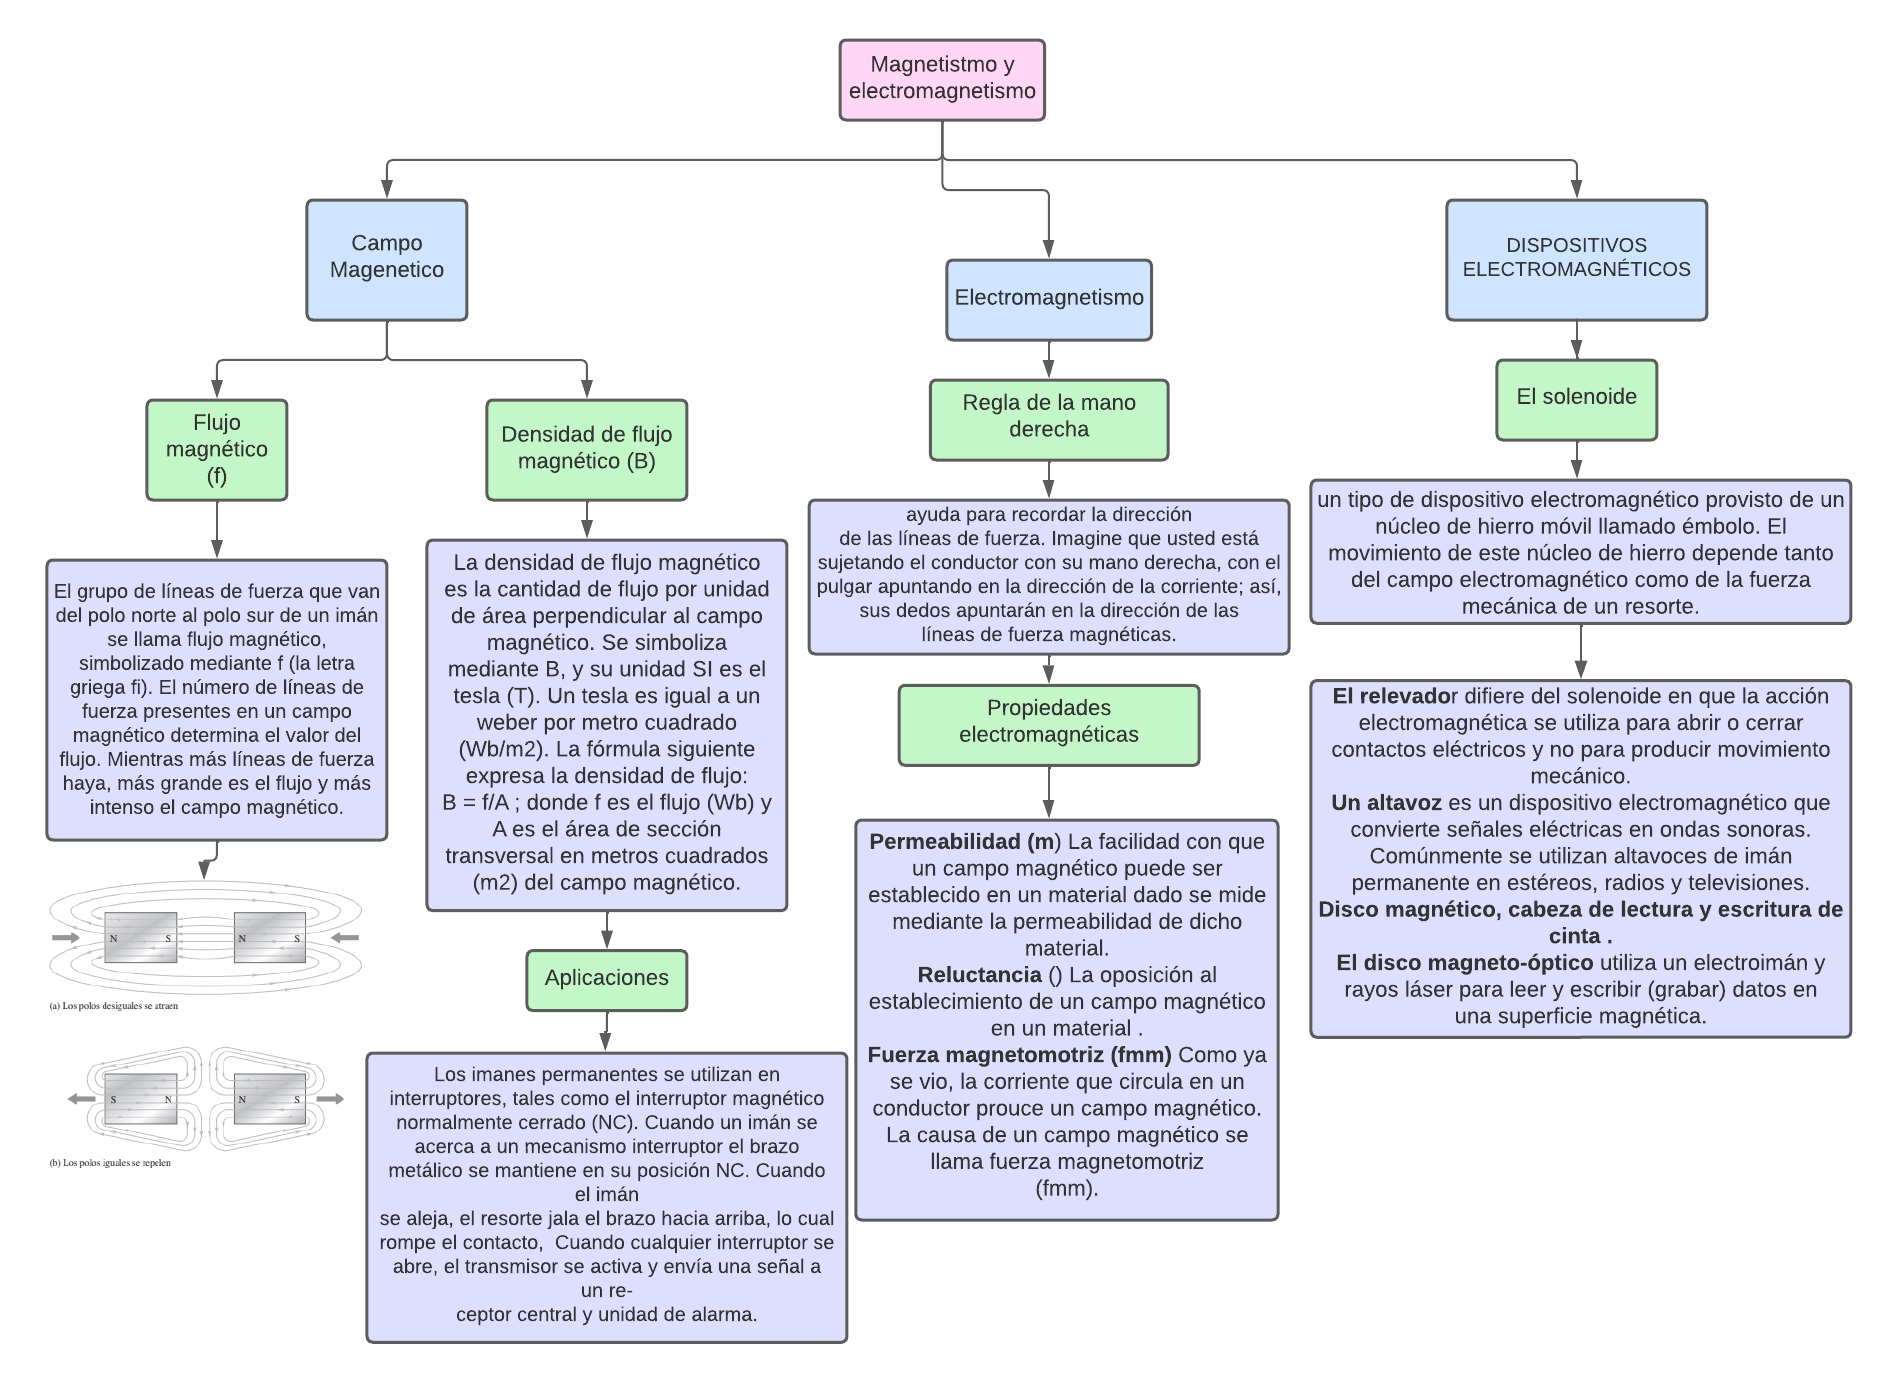 Magnetistmo y
electromagnetismo
Campo
Magenetico
Electromagnetismo
DISPOSITIVOS
ELECTROMAGNÉTICOS
Flujo
magnético
(f)
Densidad de flujo
magnético (B)
Regla de la mano
derecha
El solenoide
El grupo de líneas de fuerza que van
del polo norte al polo sur de un imán
se llama flujo magnético,
simbolizado mediante f (la letra
griega fi). El número de líneas de
fuerza presentes en un campo
magnético determina el valor del
flujo. Mientras más líneas de fuerza
haya, más grande es el flujo y más
intenso el campo magnético.
N S N S
(a) Los polos desiguales se atraen
S N N S
(b) Los polos iguales se repelen
La densidad de flujo magnético
es la cantidad de flujo por unidad
de área perpendicular al campo
magnético. Se simboliza
mediante B, y su unidad SI es el
tesla (T). Un tesla es igual a un
weber por metro cuadrado
(Wb/m2). La fórmula siguiente
expresa la densidad de flujo:
B = f/A ; donde f es el flujo (Wb) y
A es el área de sección
transversal en metros cuadrados
(m2) del campo magnético.
Aplicaciones
Los imanes permanentes se utilizan en
interruptores, tales como el interruptor magnético
normalmente cerrado (NC). Cuando un imán se
acerca a un mecanismo interruptor el brazo
metálico se mantiene en su posición NC. Cuando
el imán
se aleja, el resorte jala el brazo hacia arriba, lo cual
rompe el contacto,  Cuando cualquier interruptor se
abre, el transmisor se activa y envía una señal a
un re-
ceptor central y unidad de alarma.
ayuda para recordar la dirección
de las líneas de fuerza. Imagine que usted está
sujetando el conductor con su mano derecha, con el
pulgar apuntando en la dirección de la corriente; así,
sus dedos apuntarán en la dirección de las
líneas de fuerza magnéticas.
Propiedades
electromagnéticas
Permeabilidad (m) La facilidad con que
un campo magnético puede ser
establecido en un material dado se mide
mediante la permeabilidad de dicho
material.
Reluctancia () La oposición al
establecimiento de un campo magnético
en un material .
Fuerza magnetomotriz (fmm) Como ya
se vio, la corriente que circula en un
conductor prouce un campo magnético.
La causa de un campo magnético se
llama fuerza magnetomotriz
(fmm).
un tipo de dispositivo electromagnético provisto de un
núcleo de hierro móvil llamado émbolo. El
movimiento de este núcleo de hierro depende tanto
del campo electromagnético como de la fuerza
mecánica de un resorte.
El relevador difiere del solenoide en que la acción
electromagnética se utiliza para abrir o cerrar
contactos eléctricos y no para producir movimiento
mecánico.
Un altavoz es un dispositivo electromagnético que
convierte señales eléctricas en ondas sonoras.
Comúnmente se utilizan altavoces de imán
permanente en estéreos, radios y televisiones.
Disco magnético, cabeza de lectura y escritura de
cinta .
El disco magneto-óptico utiliza un electroimán y
rayos láser para leer y escribir (grabar) datos en
una superficie magnética.